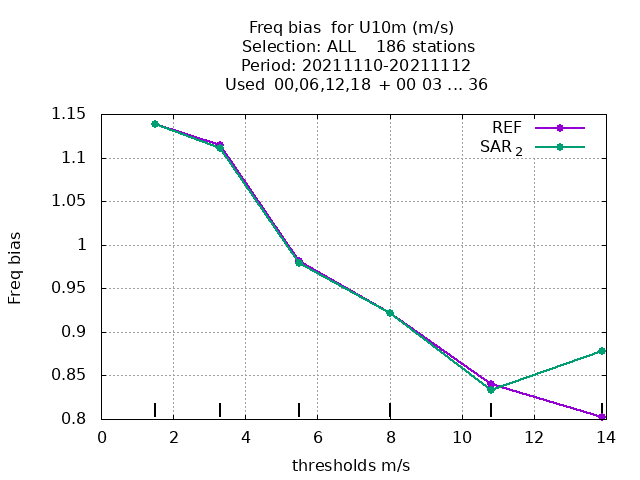 Freq bias for U10m (m/s)
Selection: ALL 186 stations
Period: 20211110-20211112
Used 00,06,12,18 + 00 03 ... 36
REF
SAR 2
1.15
1.1
1.05
1
0.95
0.9
0.85
0.8
Freq bias
0 2 4 6 8 10 12 14
thresholds m/s